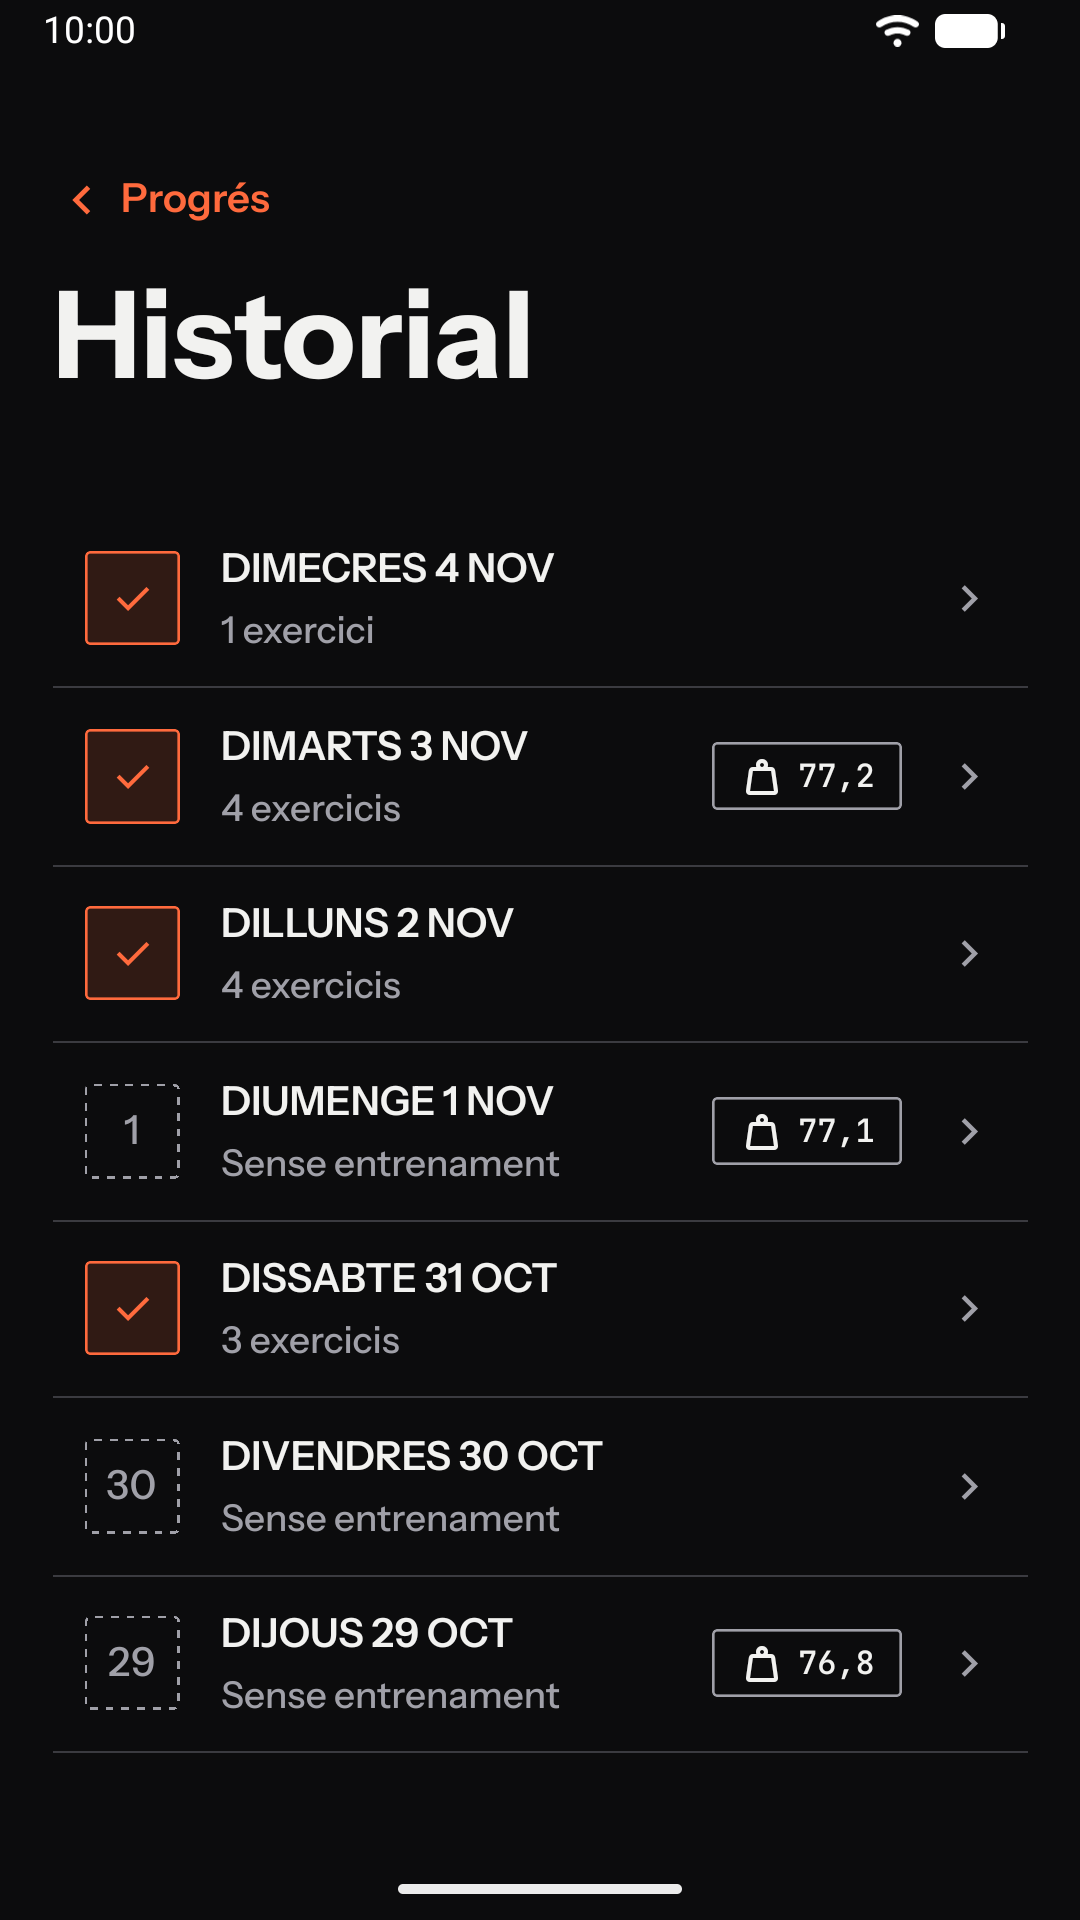 10:00
Progrés
Historial
DIMECRES 4 NOV
1 exercici
DIMARTS 3 NOV
4 exercicis
77,2
DILLUNS 2 NOV
4 exercicis
1
DIUMENGE 1 NOV
Sense entrenament
77,1
DISSABTE 31 OCT
3 exercicis
30
DIVENDRES 30 OCT
Sense entrenament
29
DIJOUS 29 OCT
Sense entrenament
76,8